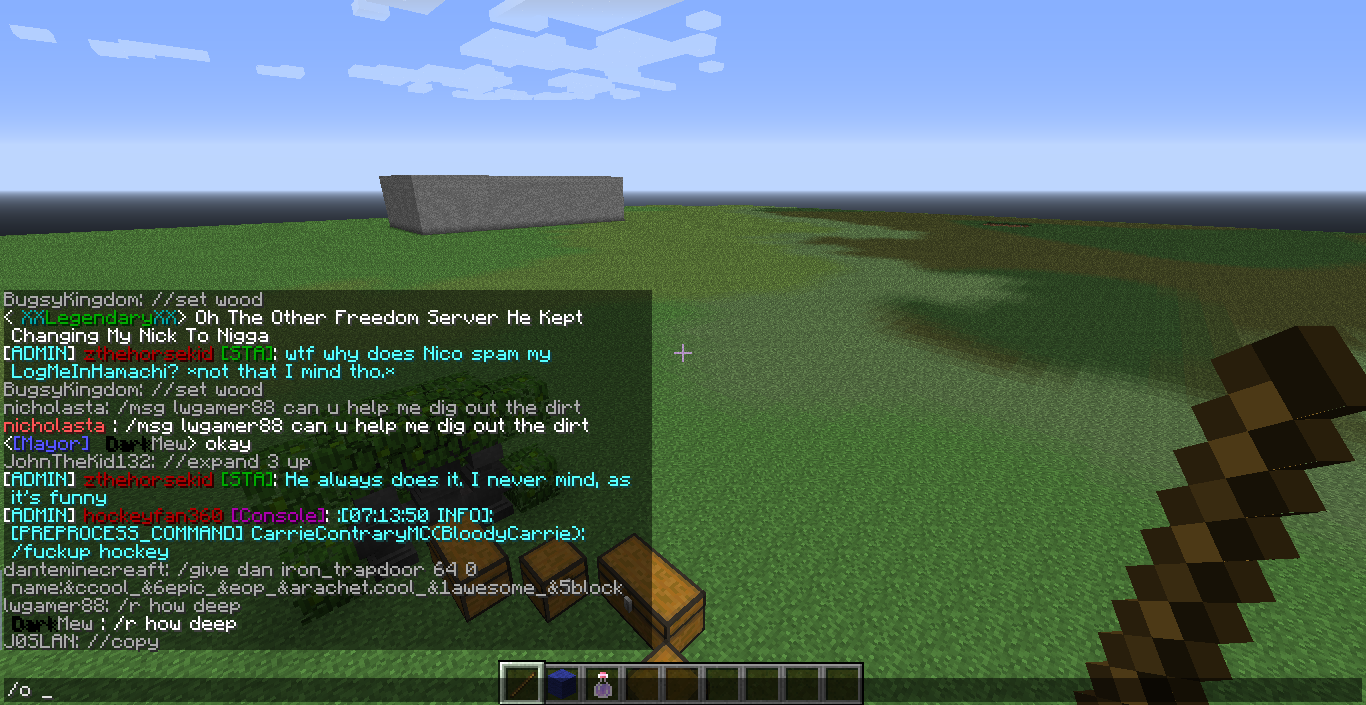 BugsyKingdom: //set wood
< XXLegendaryXX> Oh The Other Freedom Server He Kept
Changing My Nick To Nigga
[ADMIN] zthehorsekid [STA]: wtf why does Nico spam my
LogMeInHamachi? *not that I mind tho.*
BugsyKingdom: //set wood
nicholasta: /msg lwgamer88 can u help me dig out the dirt
nicholasta : /msg lwgamer88 can u help me dig out the dirt
<[Mayor] DarkMew> okay
JohnTheKid132: //expand 3 up
[ADMIN] zthehorsekid [STA]: He always does it. I never mind, as
it's funny
[ADMIN] hockeyfan360 [Console]: :[07:13:50 INFO]:
[PREPROCESS_COMMAND] CarrieContraryMC(BloodyCarrie):
/fuckup hockey
danteminecreaft: /give dan iron_trapdoor 64 0
name:&ccool_&6epic_&eop_&arachet.cool_&1awesome_&5block
lwgamer88: /r how deep
DarkMew : /r how deep
J0SLAN: //copy
/o _